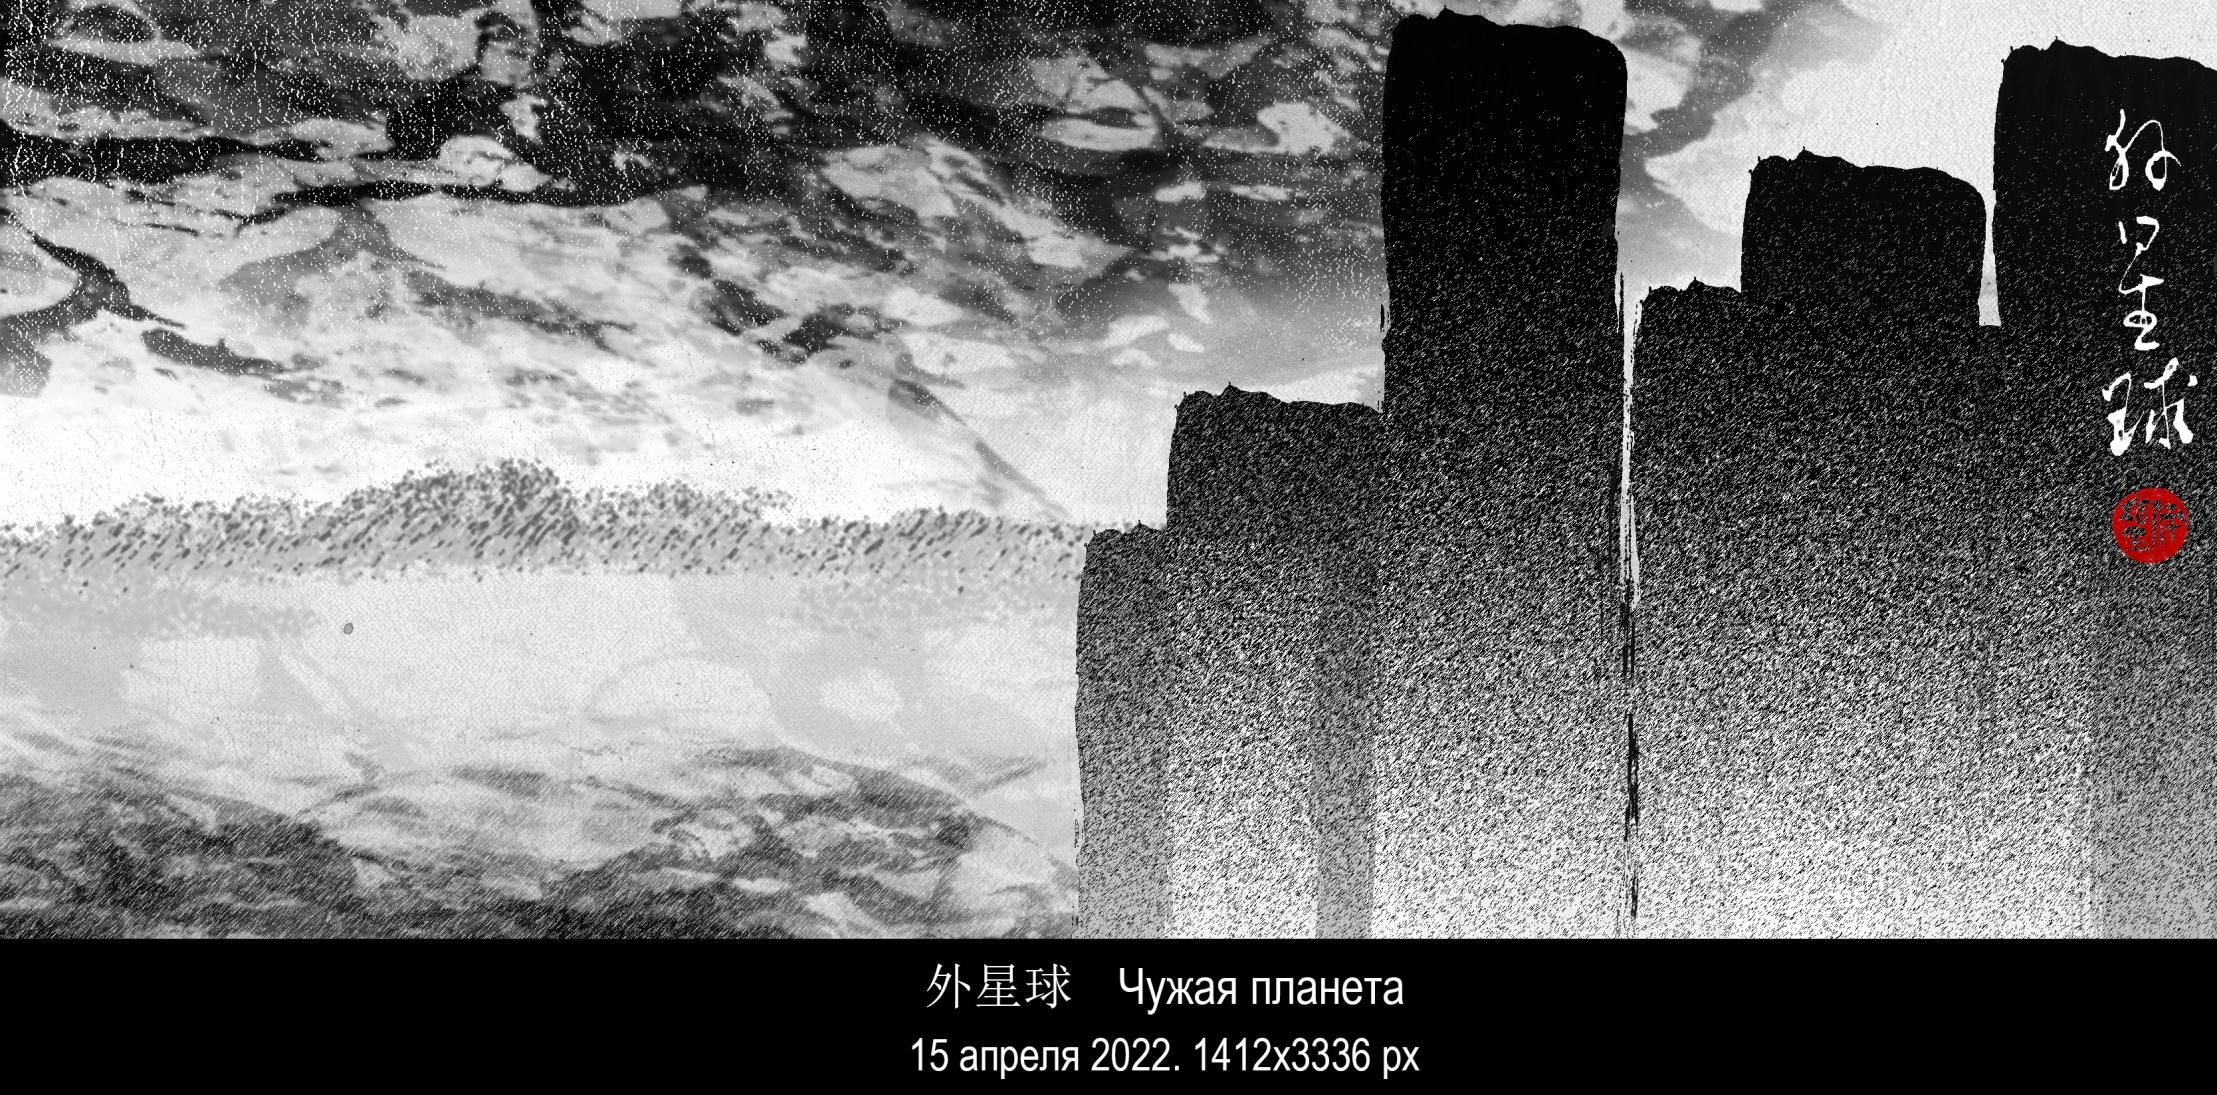 外星球
外星球 Чужая планета
15 апреля 2022. 1412x3336 px